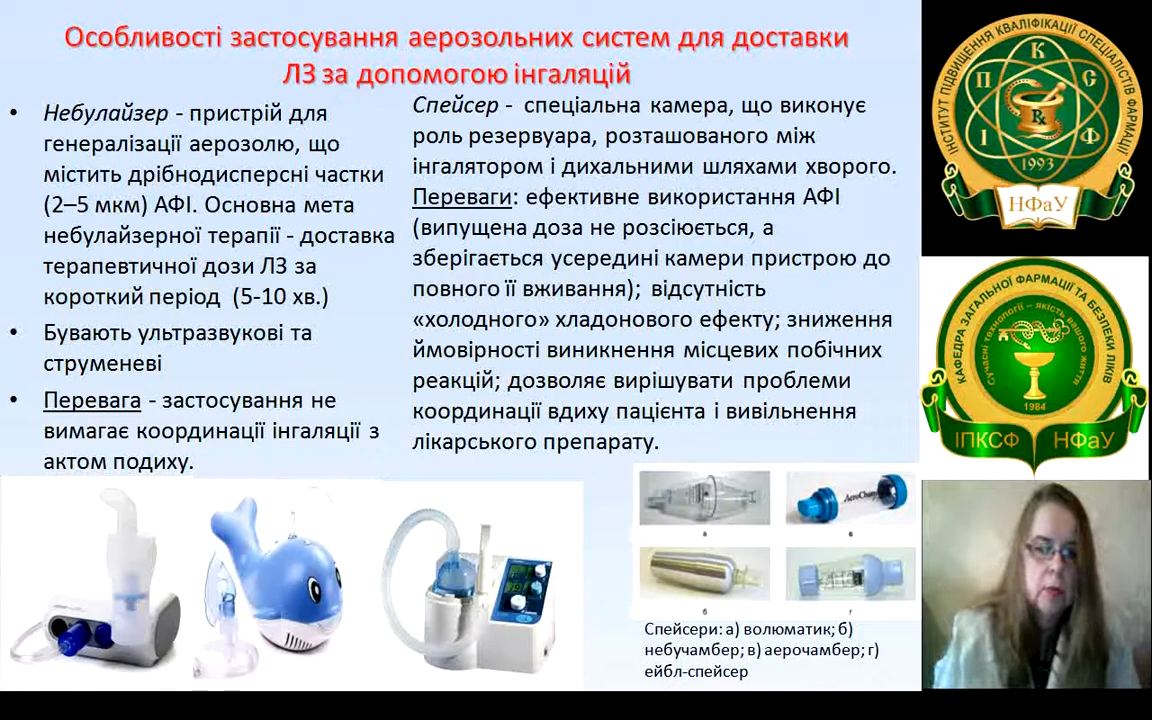 Особливості застосування аерозольних систем для доставки
ЛЗ за допомогою інгаляцій
• Небулайзер - пристрій для
генералізації аерозолю, що
містить дрібнодисперсні частки
(2–5 мкм) АФІ. Основна мета
небулайзерної терапії - доставка
терапевтичної дози ЛЗ за
короткий період (5-10 хв.)
• Бувають ультразвукові та
струменеві
• Перевага - застосування не
вимагає координації інгаляції з
актом подиху.
Спейсер - спеціальна камера, що виконує
роль резервуара, розташованого між
інгалятором і дихальними шляхами хворого.
Переваги: ефективне використання АФІ
(випущена доза не розсіюється, а
зберігається усередині камери пристрою до
повного її вживання); відсутність
«холодного» хладонового ефекту; зниження
ймовірності виникнення місцевих побічних
реакцій; дозволяє вирішувати проблеми
координації вдиху пацієнта і вивільнення
лікарського препарату.
а
в
б
г
Спейсери: а) волюматик; б)
небучамбер; в) аерочамбер; г)
ейбл-спейсер
ІНСТИТУТ ПІДВИЩЕННЯ КВАЛІФІКАЦІЇ СПЕЦІАЛІСТІВ ФАРМАЦІЇ
К
П
С
І
Ф
Rx
1993
НФаУ
КАФЕДРА ЗАГАЛЬНОЇ ФАРМАЦІЇ ТА БЕЗПЕКИ ЛІКІВ
Сучасні технології – якість вашого життя
1984
ІПКСФ НФаУ